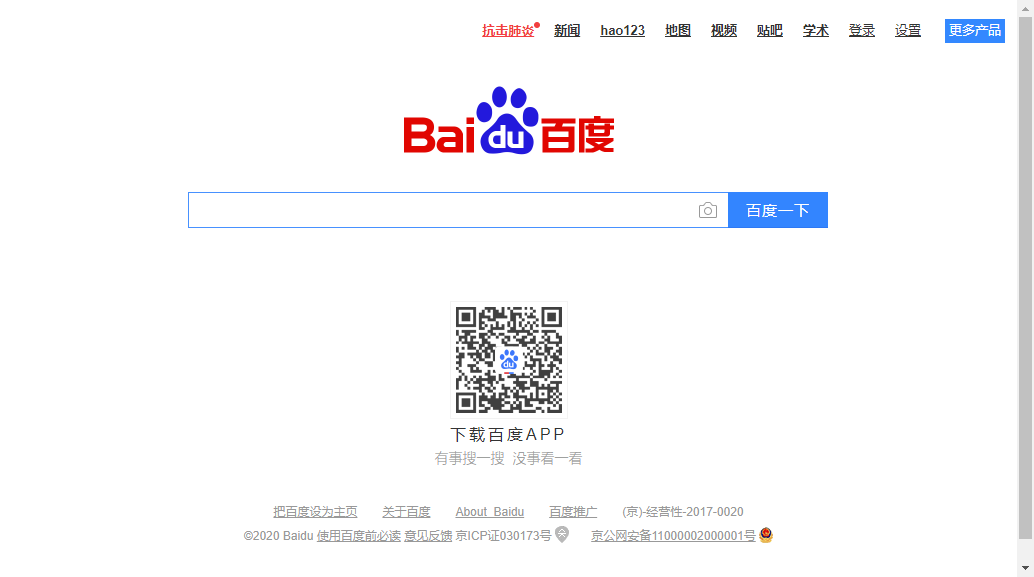 抗击肺炎 新闻 hao123 地图 视频 贴吧 学术 登录 设置 更多产品
Baidu百度
百度一下
du
下载百度APP
有事搜一搜 没事看一看
把百度设为主页 关于百度 About Baidu 百度推广 (京)-经营性-2017-0020
©2020 Baidu 使用百度前必读 意见反馈 京ICP证030173号 京公网安备11000002000001号